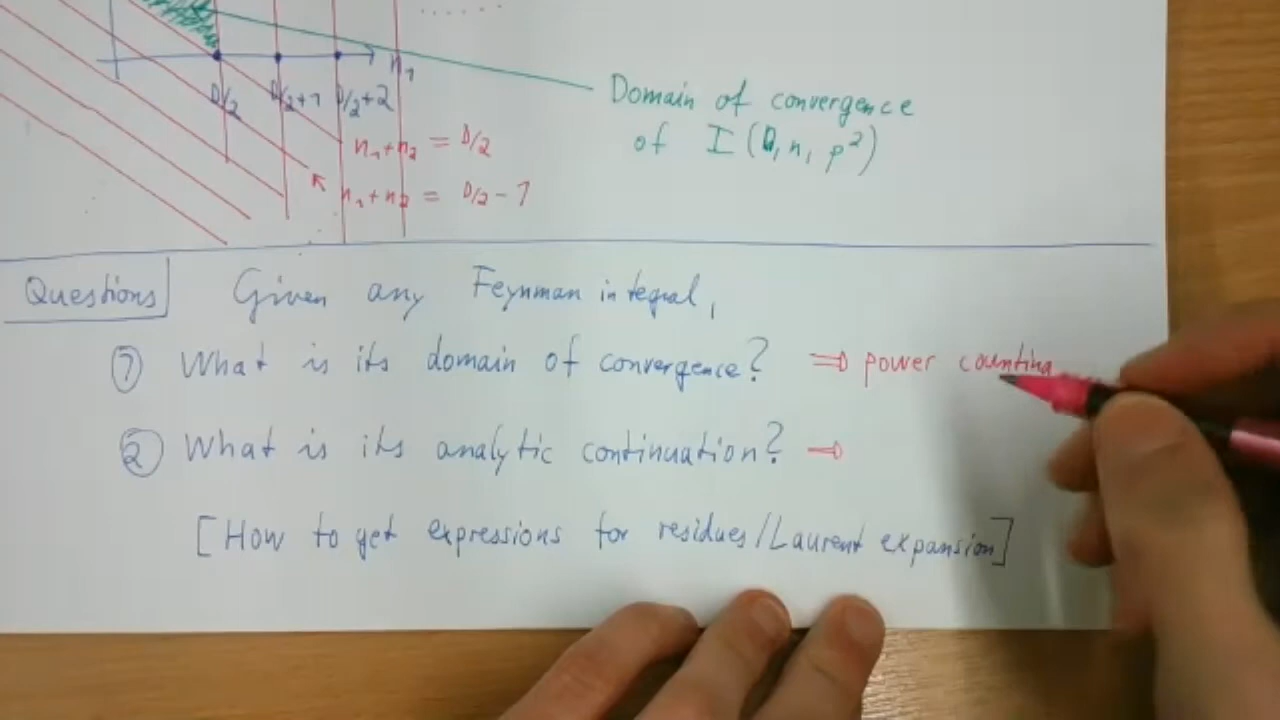 n₁
D/2 D/2+1 D/2+2
n₁+n₂ = D/2
n₁+n₂ = D/2-1
Domain of convergence
of I(D, n, p²)
Questions Given any Feynman integral,
① What is its domain of convergence? ⇒ power counting
② What is its analytic continuation? ⇒
[How to get expressions for residues/Laurent expansion]